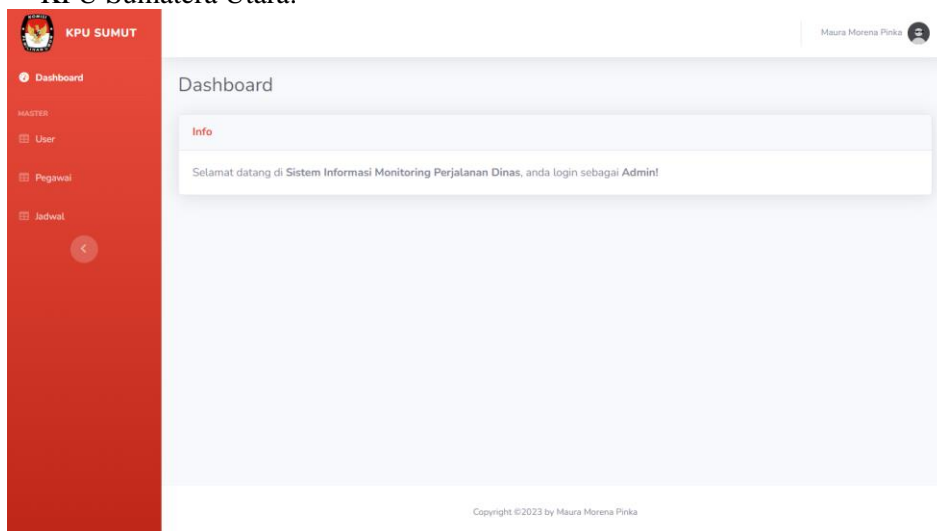 KPU Sumatera Utara.
KPU SUMUT
Maura Morena Pinka
Dashboard
MASTER
User
Pegawai
Jadwal
Dashboard
Info
Selamat datang di Sistem Informasi Monitoring Perjalanan Dinas, anda login sebagai Admin!
Copyright ©2023 by Maura Morena Pinka